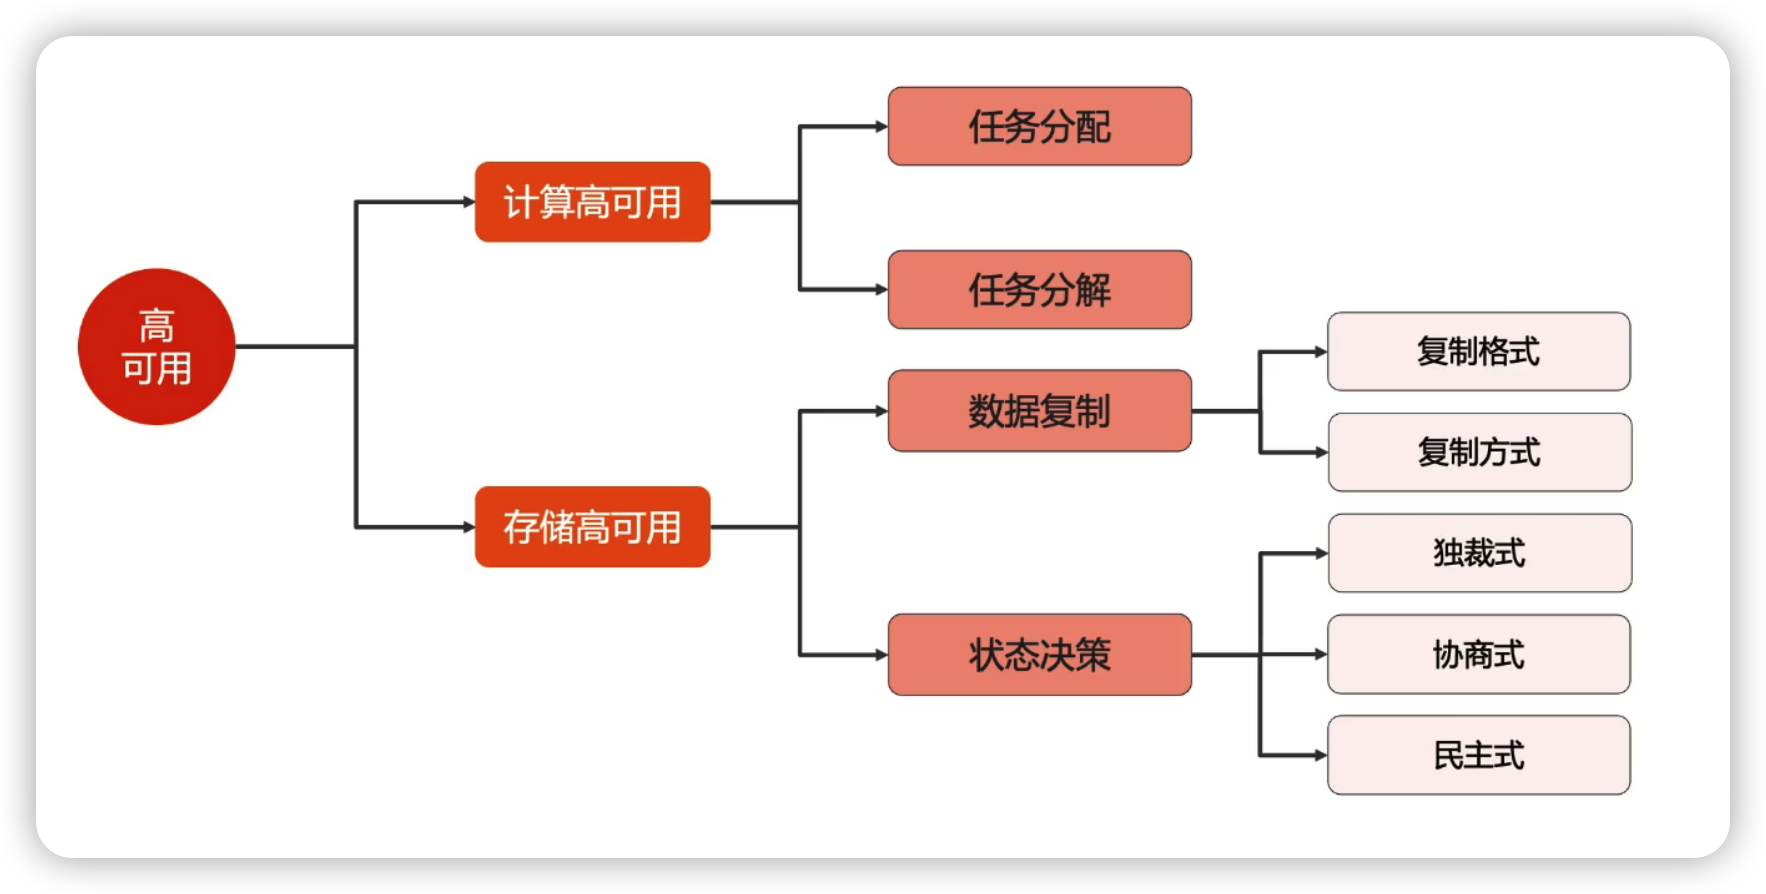 高
可用
计算高可用
任务分配
任务分解
存储高可用
数据复制
复制格式
复制方式
状态决策
独裁式
协商式
民主式